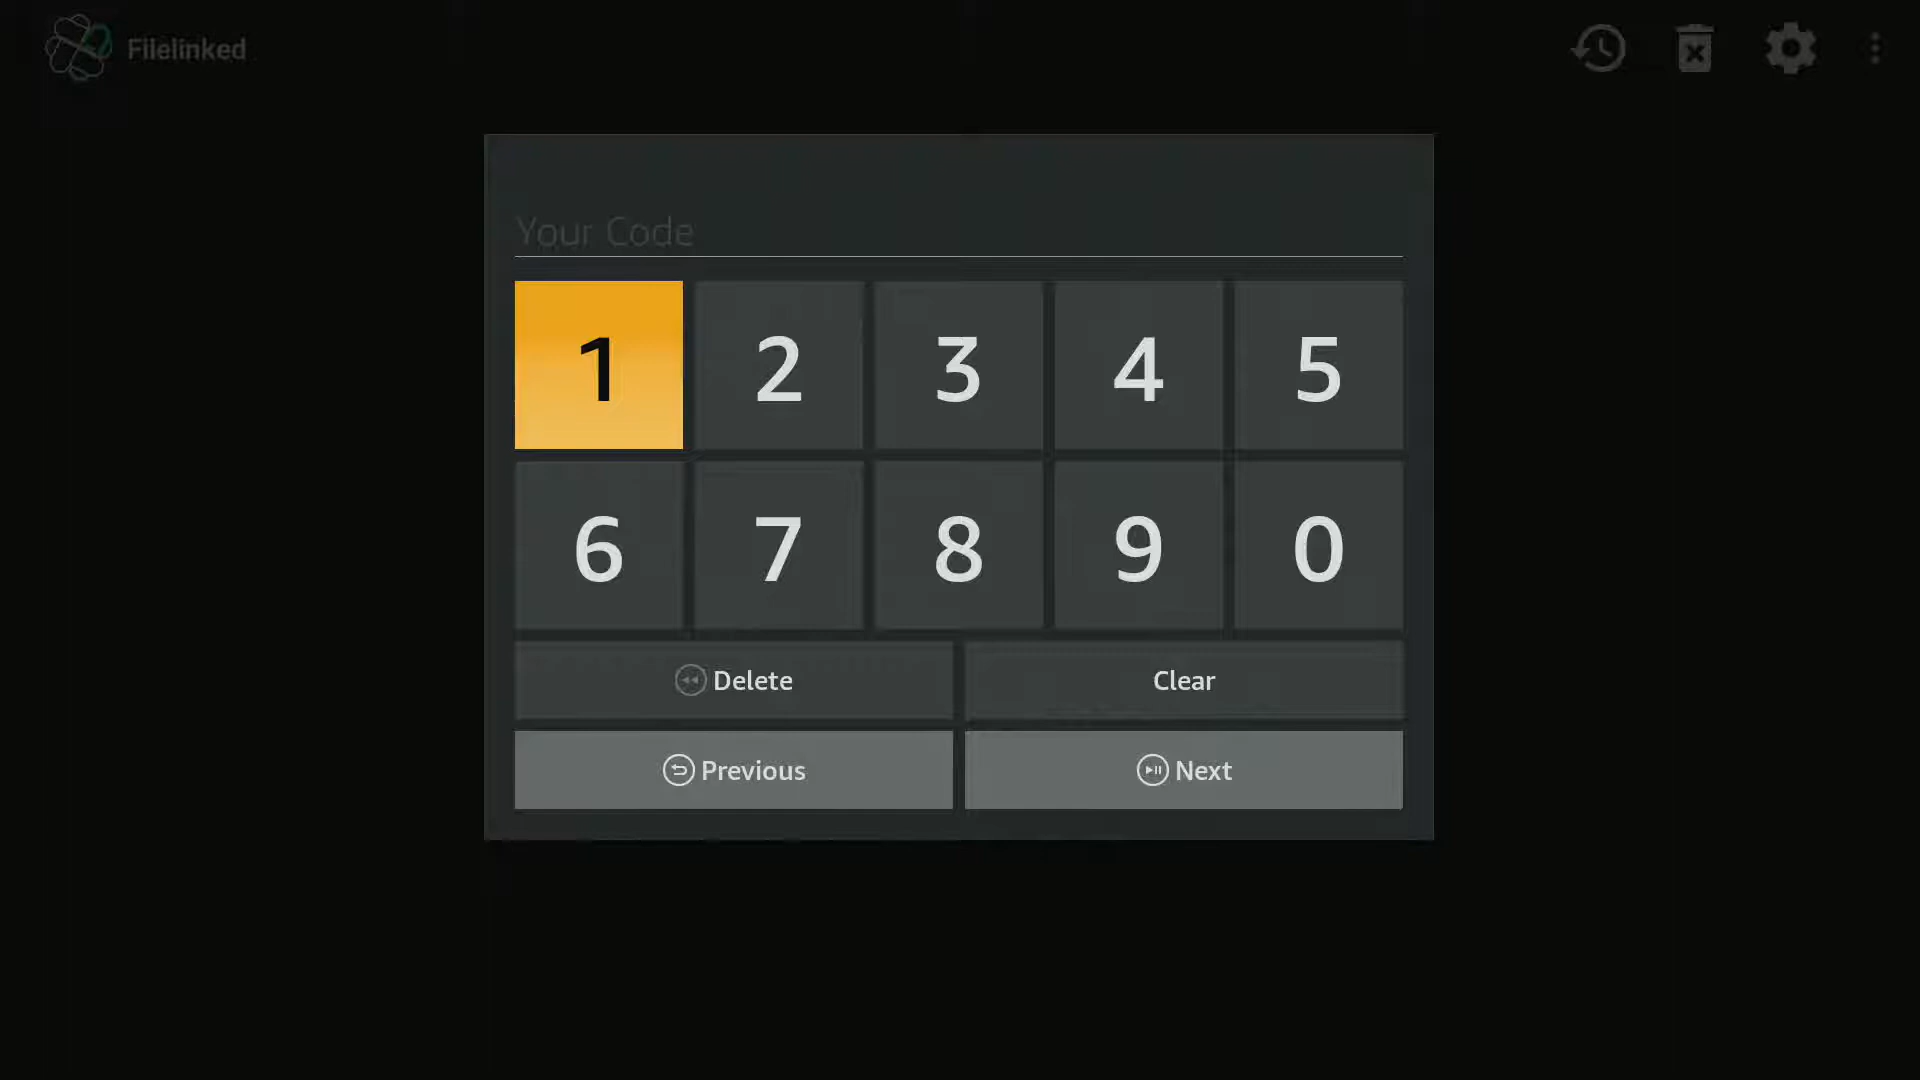 Filelinked
Your Code
1 2 3 4 5
6 7 8 9 0
Delete Clear
Previous Next